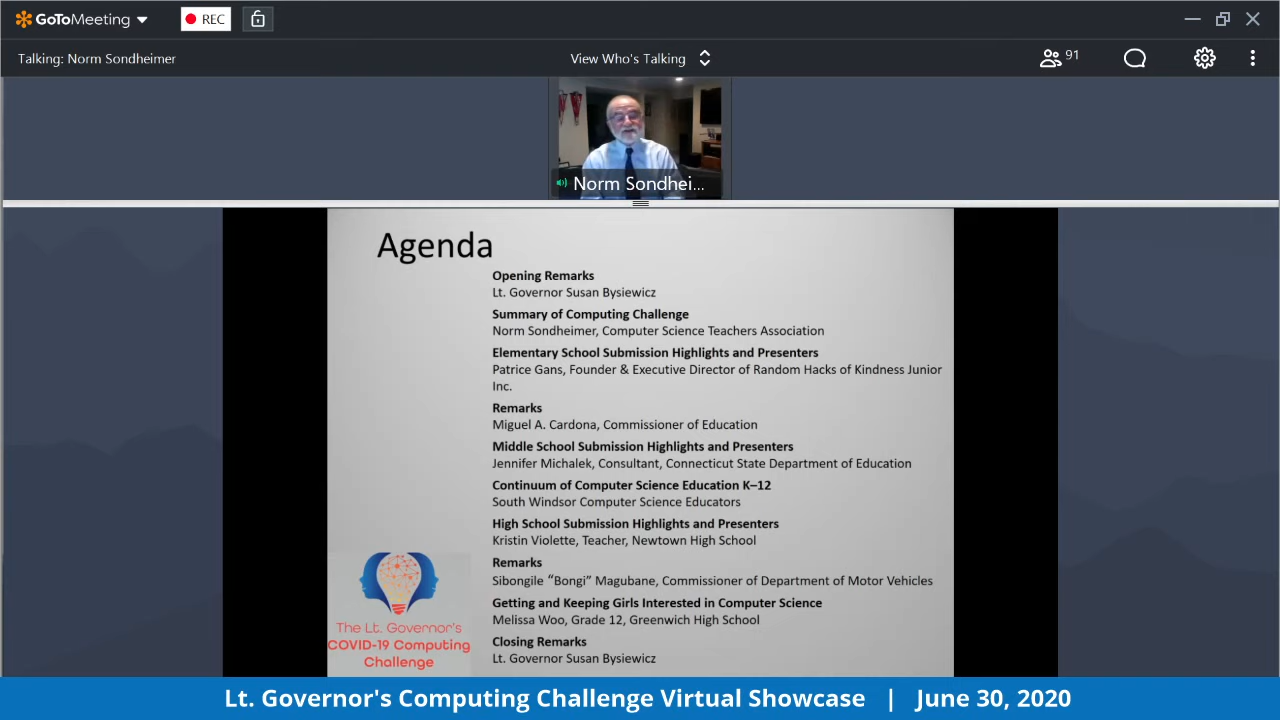 GoToMeeting
REC
Talking: Norm Sondheimer
View Who's Talking
91
Norm Sondhei...
Agenda
Opening Remarks
Lt. Governor Susan Bysiewicz
Summary of Computing Challenge
Norm Sondheimer, Computer Science Teachers Association
Elementary School Submission Highlights and Presenters
Patrice Gans, Founder & Executive Director of Random Hacks of Kindness Junior
Inc.
Remarks
Miguel A. Cardona, Commissioner of Education
Middle School Submission Highlights and Presenters
Jennifer Michalek, Consultant, Connecticut State Department of Education
Continuum of Computer Science Education K–12
South Windsor Computer Science Educators
High School Submission Highlights and Presenters
Kristin Violette, Teacher, Newtown High School
Remarks
Sibongile “Bongi” Magubane, Commissioner of Department of Motor Vehicles
Getting and Keeping Girls Interested in Computer Science
Melissa Woo, Grade 12, Greenwich High School
Closing Remarks
Lt. Governor Susan Bysiewicz
The Lt. Governor's
COVID-19 Computing
Challenge
Lt. Governor's Computing Challenge Virtual Showcase | June 30, 2020